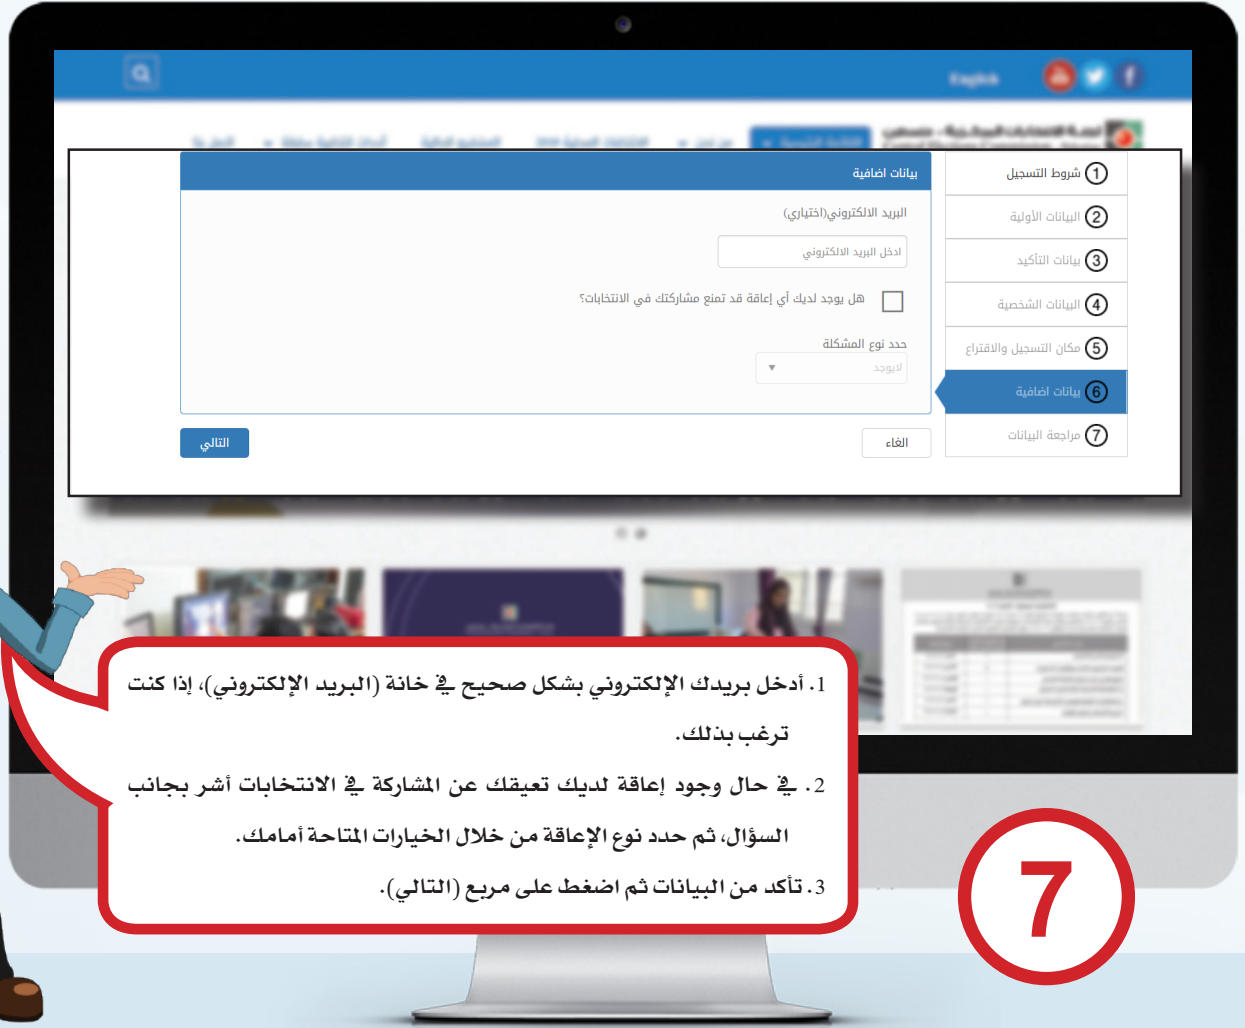 English
لجنة الانتخابات المركزية - فلسطين
بيانات اضافية
البريد الالكتروني(اختياري)
ادخل البريد الالكتروني
هل يوجد لديك أي إعاقة قد تمنع مشاركتك في الانتخابات؟
حدد نوع المشكلة
لايوجد
التالي
الغاء
1 شروط التسجيل
2 البيانات الأولية
3 بيانات التأكيد
4 البيانات الشخصية
5 مكان التسجيل والاقتراع
6 بيانات اضافية
7 مراجعة البيانات
1. أدخل بريدك الإلكتروني بشكل صحيح في خانة (البريد الإلكتروني)، إذا كنت
ترغب بذلك.
2. في حال وجود إعاقة لديك تعيقك عن المشاركة في الانتخابات أشر بجانب
السؤال، ثم حدد نوع الإعاقة من خلال الخيارات المتاحة أمامك.
3. تأكد من البيانات ثم اضغط على مربع (التالي).
7